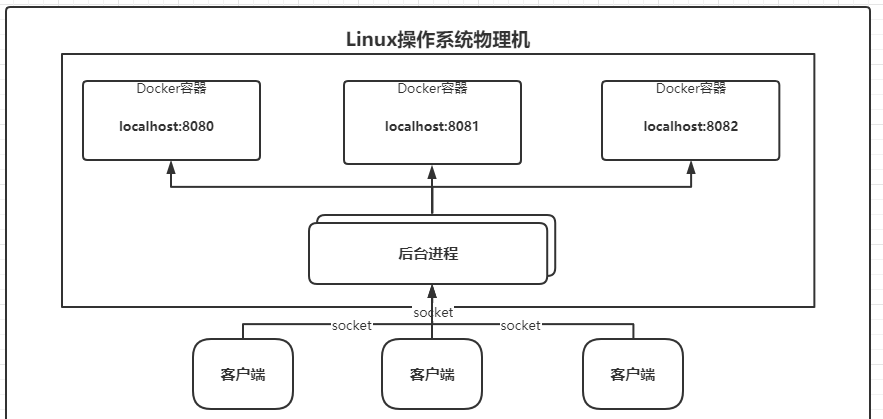 Linux操作系统物理机
Docker容器
Docker容器
Docker容器
localhost:8080
localhost:8081
localhost:8082
后台进程
socket
socket
socket
客户端
客户端
客户端